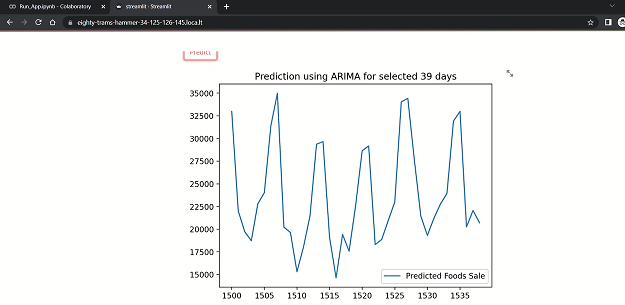 Run_App.ipynb - Colaboratory
streamlit · Streamlit
eighty-trams-hammer-34-125-126-145.loca.lt
Predict
Prediction using ARIMA for selected 39 days
35000
32500
30000
27500
25000
22500
20000
17500
15000
Predicted Foods Sale
1500 1505 1510 1515 1520 1525 1530 1535